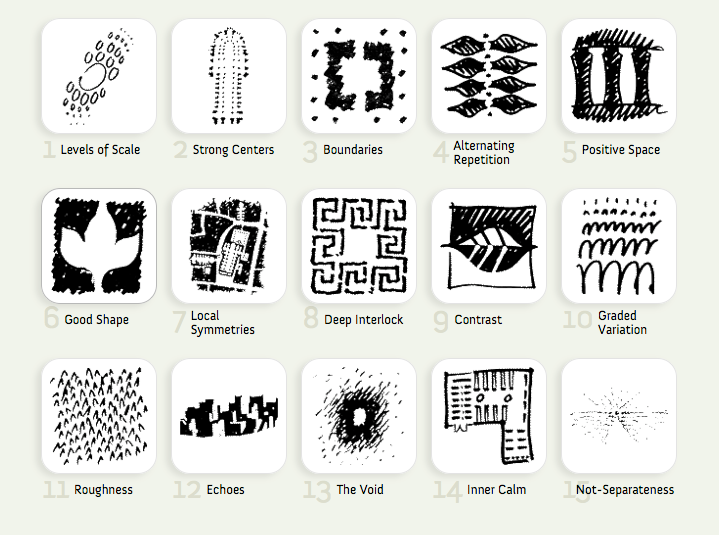 1 Levels of Scale
2 Strong Centers
3 Boundaries
4 Alternating
Repetition
5 Positive Space
6 Good Shape
7 Local
Symmetries
8 Deep Interlock
9 Contrast
10 Graded
Variation
11 Roughness
12 Echoes
13 The Void
14 Inner Calm
15 Not-Separateness